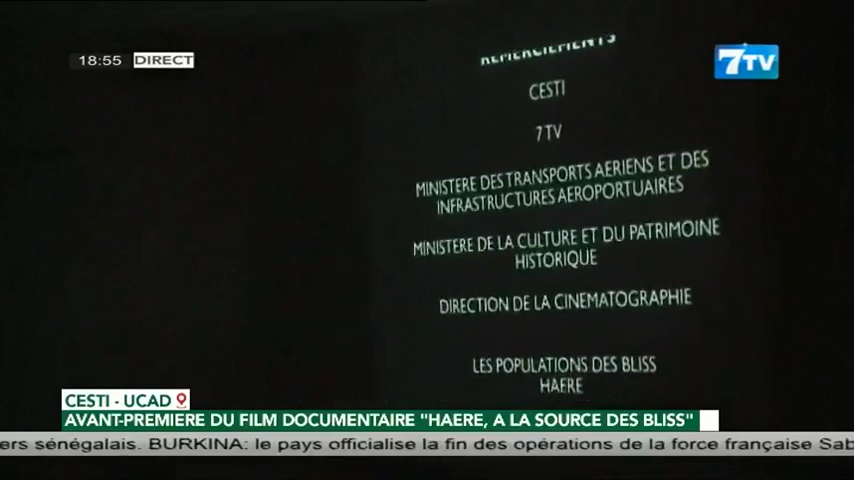 18:55 DIRECT
7TV
REMERCIEMENTS
CESTI
7TV
MINISTERE DES TRANSPORTS AERIENS ET DES
INFRASTRUCTURES AEROPORTUAIRES
MINISTERE DE LA CULTURE ET DU PATRIMOINE
HISTORIQUE
DIRECTION DE LA CINEMATOGRAPHIE
LES POPULATIONS DES BLISS
HAERE
CESTI - UCAD
AVANT-PREMIERE DU FILM DOCUMENTAIRE "HAERE, A LA SOURCE DES BLISS"
ers sénégalais. BURKINA: le pays officialise la fin des opérations de la force française Sab